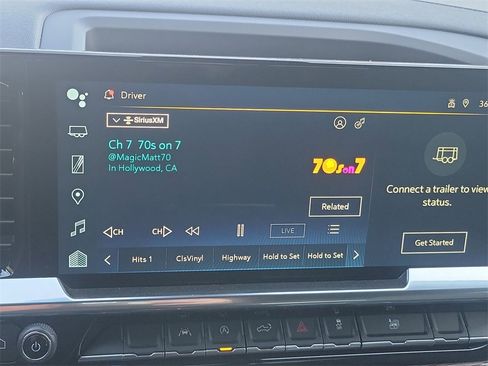 Driver
36
SiriusXM
Ch 7 70s on 7
@MagicMatt70
In Hollywood, CA
70s on 7
Related
Connect a trailer to view
status.
Get Started
CH
CH
LIVE
Hits 1
ClsVinyl
Highway
Hold to Set
Hold to Set